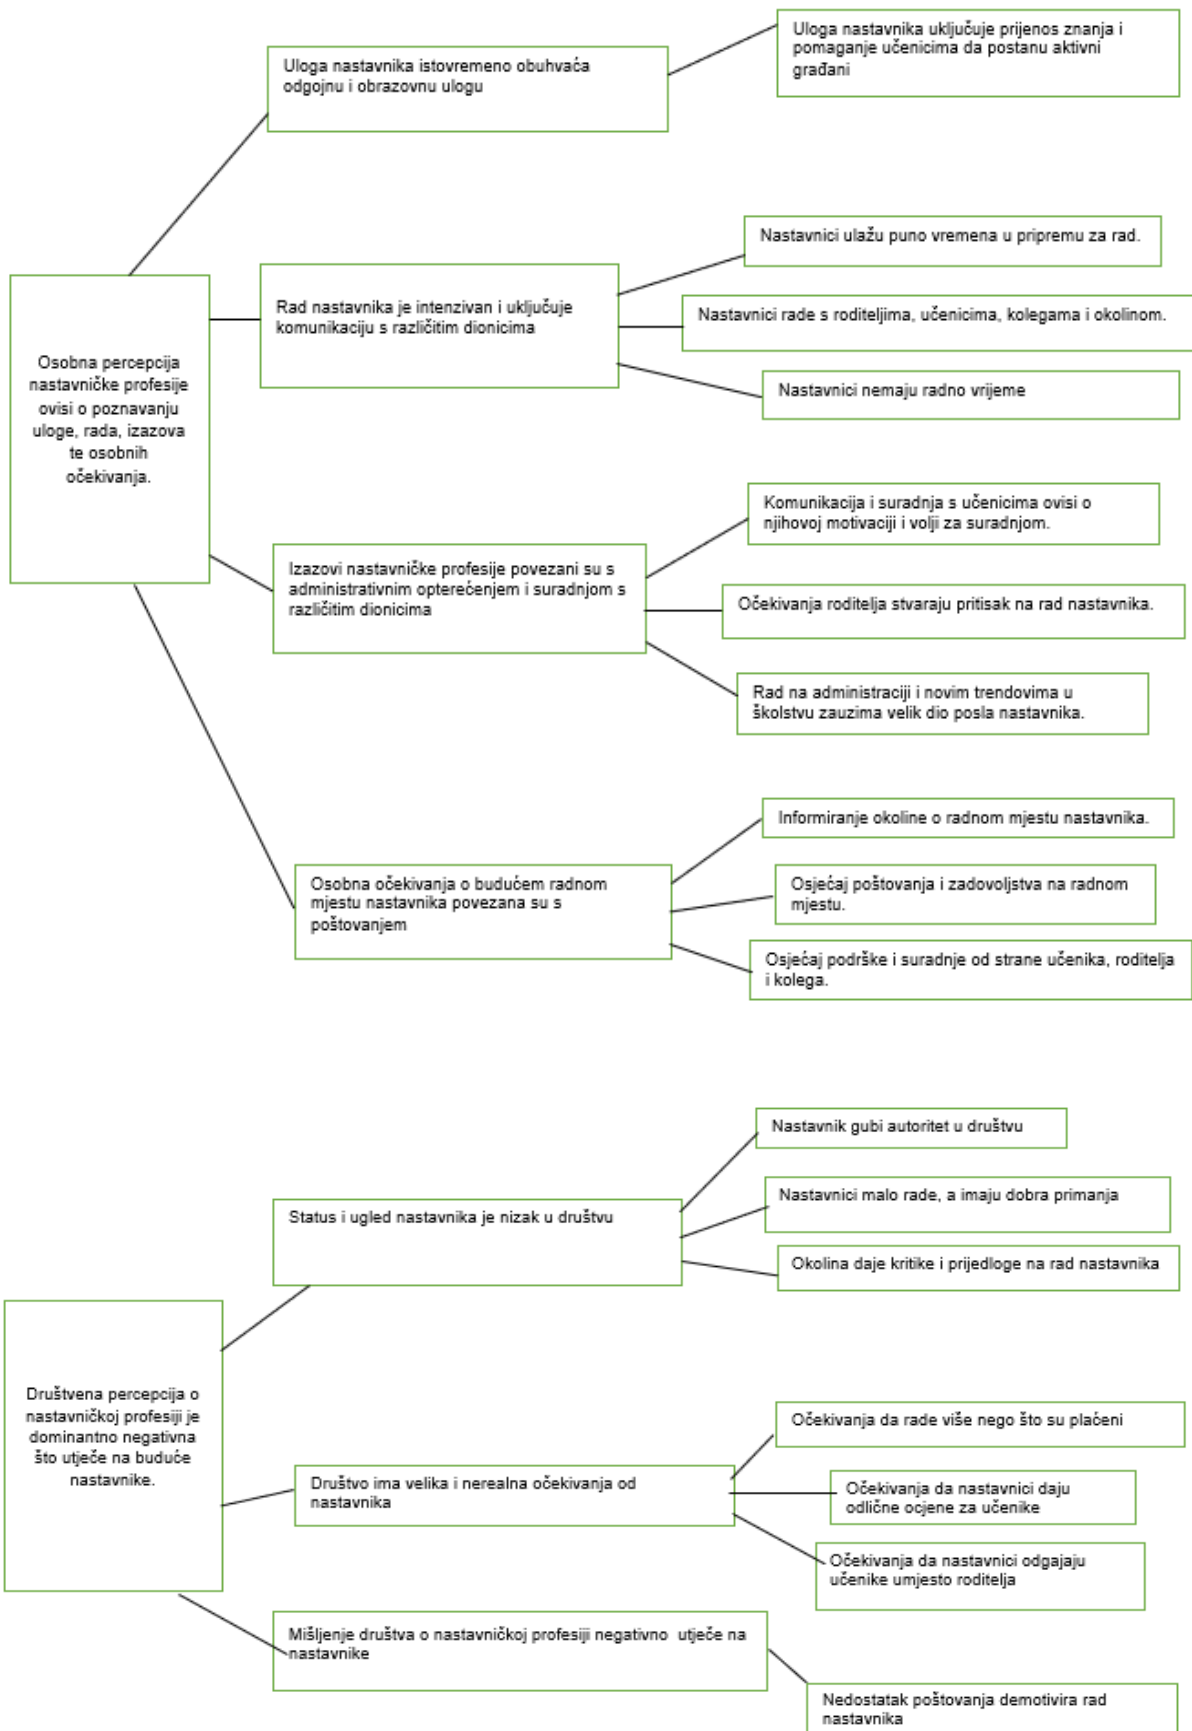 Uloga nastavnika uključuje prijenos znanja i
pomaganje učenicima da postanu aktivni
građani
Uloga nastavnika istovremeno obuhvaća
odgojnu i obrazovnu ulogu
Nastavnici ulažu puno vremena u pripremu za rad.
Rad nastavnika je intenzivan i uključuje
komunikaciju s različitim dionicima
Nastavnici rade s roditeljima, učenicima, kolegama i okolinom.
Nastavnici nemaju radno vrijeme
Osobna percepcija
nastavničke profesije
ovisi o poznavanju
uloge, rada, izazova
te osobnih
očekivanja.
Komunikacija i suradnja s učenicima ovisi o
njihovoj motivaciji i volji za suradnjom.
Izazovi nastavničke profesije povezani su s
administrativnim opterećenjem i suradnjom s
različitim dionicima
Očekivanja roditelja stvaraju pritisak na rad nastavnika.
Rad na administraciji i novim trendovima u
školstvu zauzima velik dio posla nastavnika.
Informiranje okoline o radnom mjestu nastavnika.
Osobna očekivanja o budućem radnom
mjestu nastavnika povezana su s
poštovanjem
Osjećaj poštovanja i zadovoljstva na radnom
mjestu.
Osjećaj podrške i suradnje od strane učenika, roditelja
i kolega.
Nastavnik gubi autoritet u društvu
Status i ugled nastavnika je nizak u društvu
Nastavnici malo rade, a imaju dobra primanja
Okolina daje kritike i prijedloge na rad nastavnika
Društvena percepcija o
nastavničkoj profesiji je
dominantno negativna
što utječe na buduće
nastavnike.
Očekivanja da rade više nego što su plaćeni
Društvo ima velika i nerealna očekivanja od
nastavnika
Očekivanja da nastavnici daju
odlične ocjene za učenike
Očekivanja da nastavnici odgajaju
učenike umjesto roditelja
Mišljenje društva o nastavničkoj profesiji negativno  utječe na
nastavnike
Nedostatak poštovanja demotivira rad
nastavnika